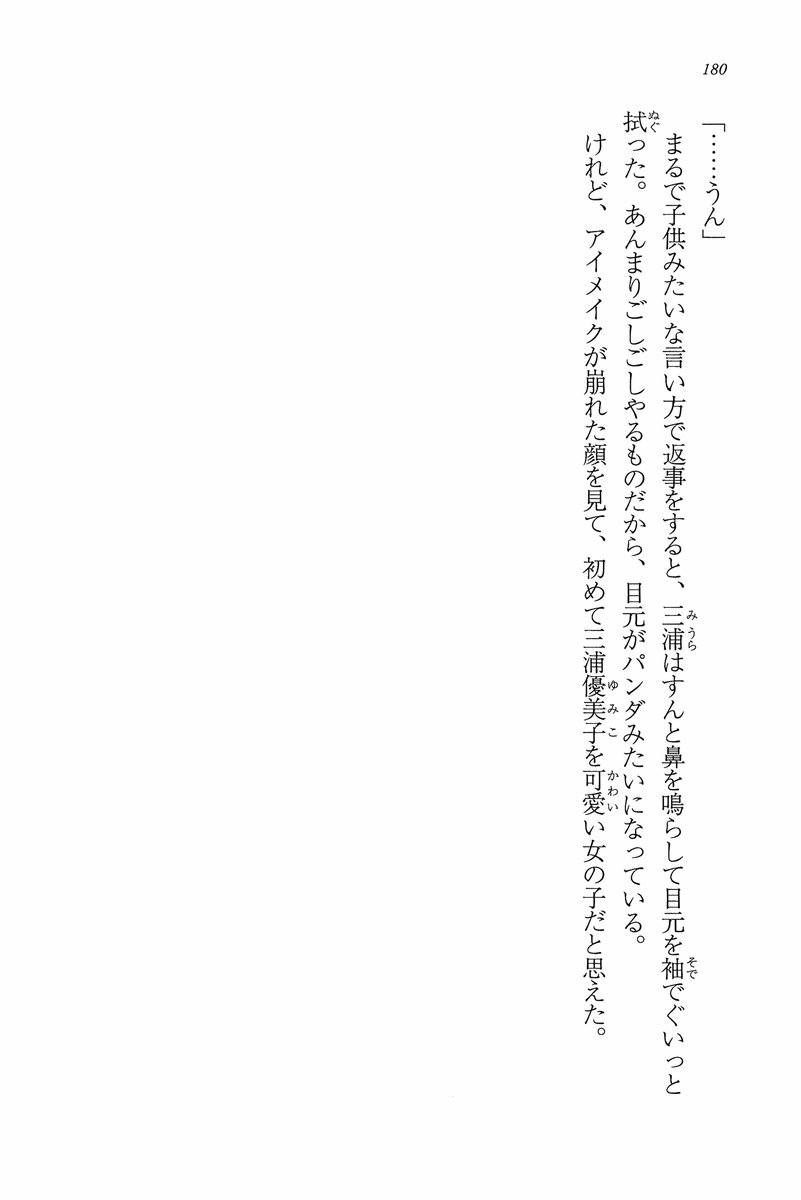 180
「……うん」
まるで子供みたいな言い方で返事をすると、三浦はすんと鼻を鳴らして目元を袖でぐいっと
拭った。あんまりごしごしやるものだから、目元がパンダみたいになっている。
けれど、アイメイクが崩れた顔を見て、初めて三浦優美子を可愛い女の子だと思えた。